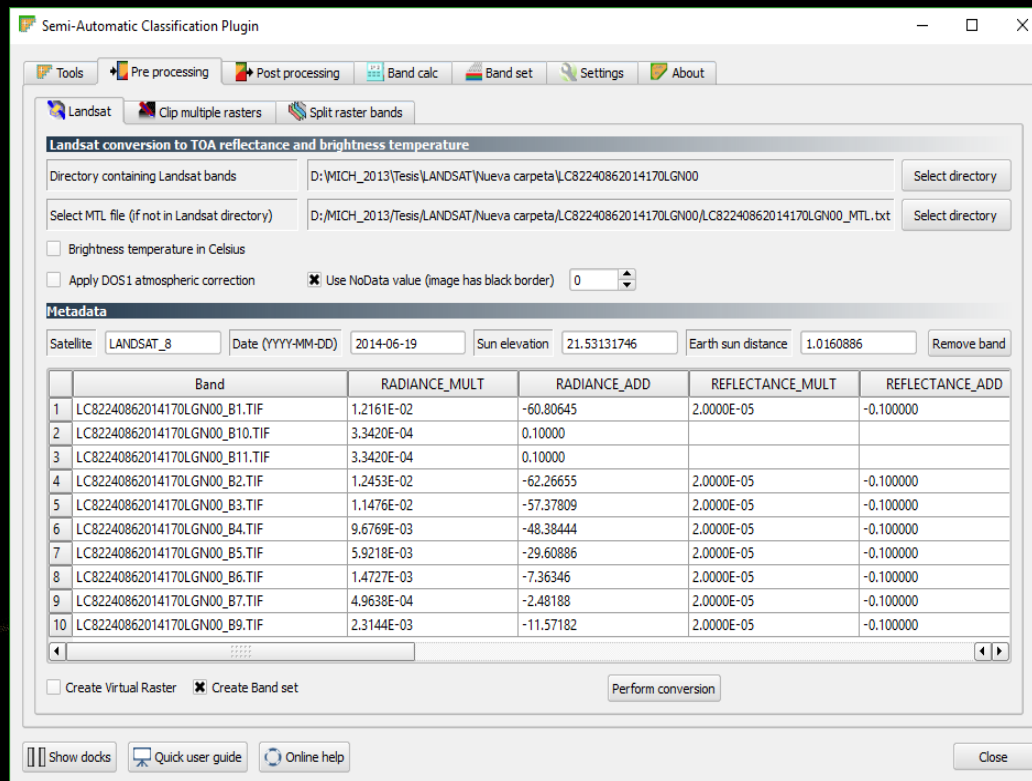 Semi-Automatic Classification Plugin
Tools Pre processing Post processing Band calc Band set Settings About
Landsat Clip multiple rasters Split raster bands
Landsat conversion to TOA reflectance and brightness temperature
Directory containing Landsat bands D:\MICH_2013\Tesis\LANDSAT\Nueva carpeta\LC82240862014170LGN00 Select directory
Select MTL file (if not in Landsat directory) D:/MICH_2013/Tesis/LANDSAT/Nueva carpeta/LC82240862014170LGN00/LC82240862014170LGN00_MTL.txt Select directory
Brightness temperature in Celsius
Apply DOS1 atmospheric correction Use NoData value (image has black border) 0
Metadata
Satellite LANDSAT_8 Date (YYYY-MM-DD) 2014-06-19 Sun elevation 21.53131746 Earth sun distance 1.0160886 Remove band
Band RADIANCE_MULT RADIANCE_ADD REFLECTANCE_MULT REFLECTANCE_ADD
1 LC82240862014170LGN00_B1.TIF 1.2161E-02 -60.80645 2.0000E-05 -0.100000
2 LC82240862014170LGN00_B10.TIF 3.3420E-04 0.10000
3 LC82240862014170LGN00_B11.TIF 3.3420E-04 0.10000
4 LC82240862014170LGN00_B2.TIF 1.2453E-02 -62.26655 2.0000E-05 -0.100000
5 LC82240862014170LGN00_B3.TIF 1.1476E-02 -57.37809 2.0000E-05 -0.100000
6 LC82240862014170LGN00_B4.TIF 9.6769E-03 -48.38444 2.0000E-05 -0.100000
7 LC82240862014170LGN00_B5.TIF 5.9218E-03 -29.60886 2.0000E-05 -0.100000
8 LC82240862014170LGN00_B6.TIF 1.4727E-03 -7.36346 2.0000E-05 -0.100000
9 LC82240862014170LGN00_B7.TIF 4.9638E-04 -2.48188 2.0000E-05 -0.100000
10 LC82240862014170LGN00_B9.TIF 2.3144E-03 -11.57182 2.0000E-05 -0.100000
Create Virtual Raster Create Band set Perform conversion
Show docks Quick user guide Online help Close